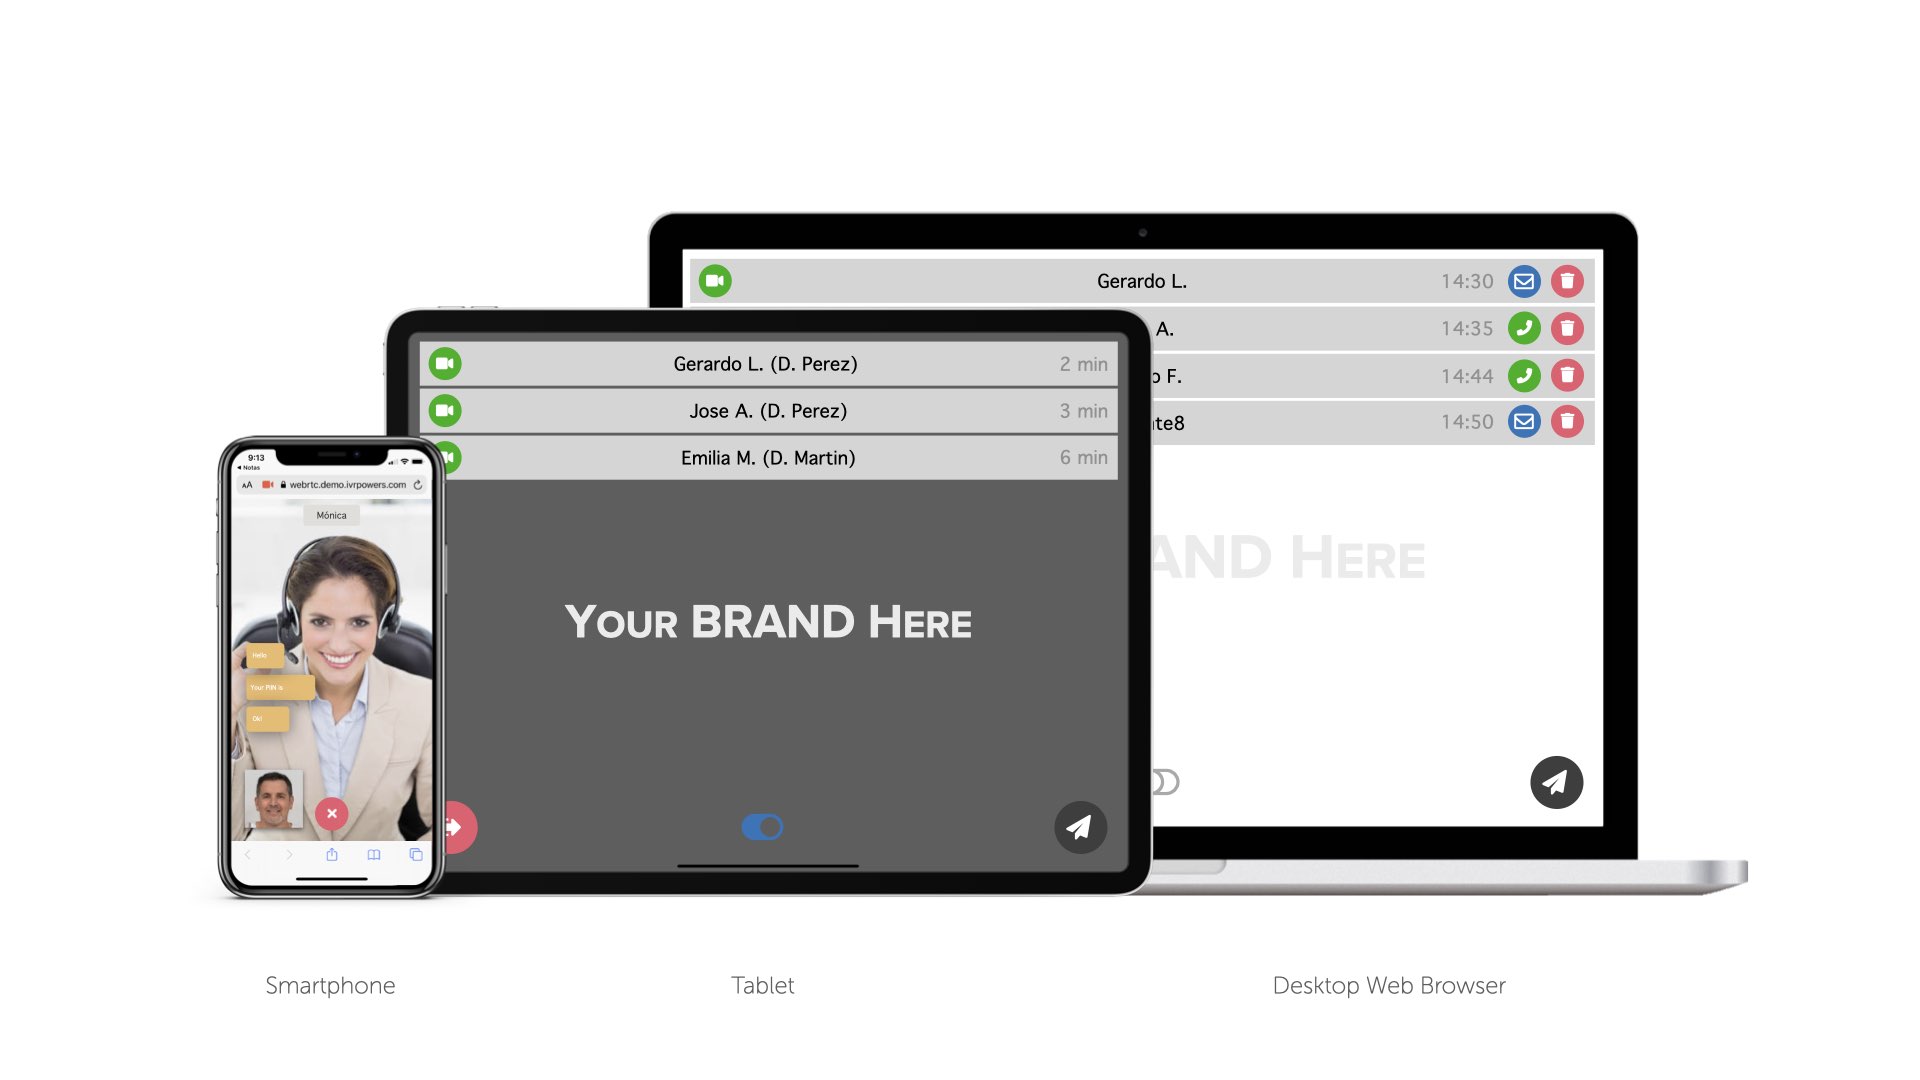 Gerardo L.
14:30
A.
14:35
F.
14:44
14:50
Gerardo L. (D. Perez)
2 min
Jose A. (D. Perez)
3 min
Emilia M. (D. Martin)
6 min
AND HERE
YOUR BRAND HERE
9:13
Notas
AA
webrtc.demo.ivrpowers.com
Mónica
Hello
Your PIN is
Ok!
Smartphone
Tablet
Desktop Web Browser